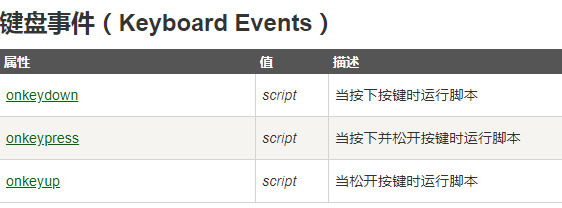 键盘事件 ( Keyboard Events )
属性 值 描述
onkeydown script 当按下按键时运行脚本
onkeypress script 当按下并松开按键时运行脚本
onkeyup script 当松开按键时运行脚本